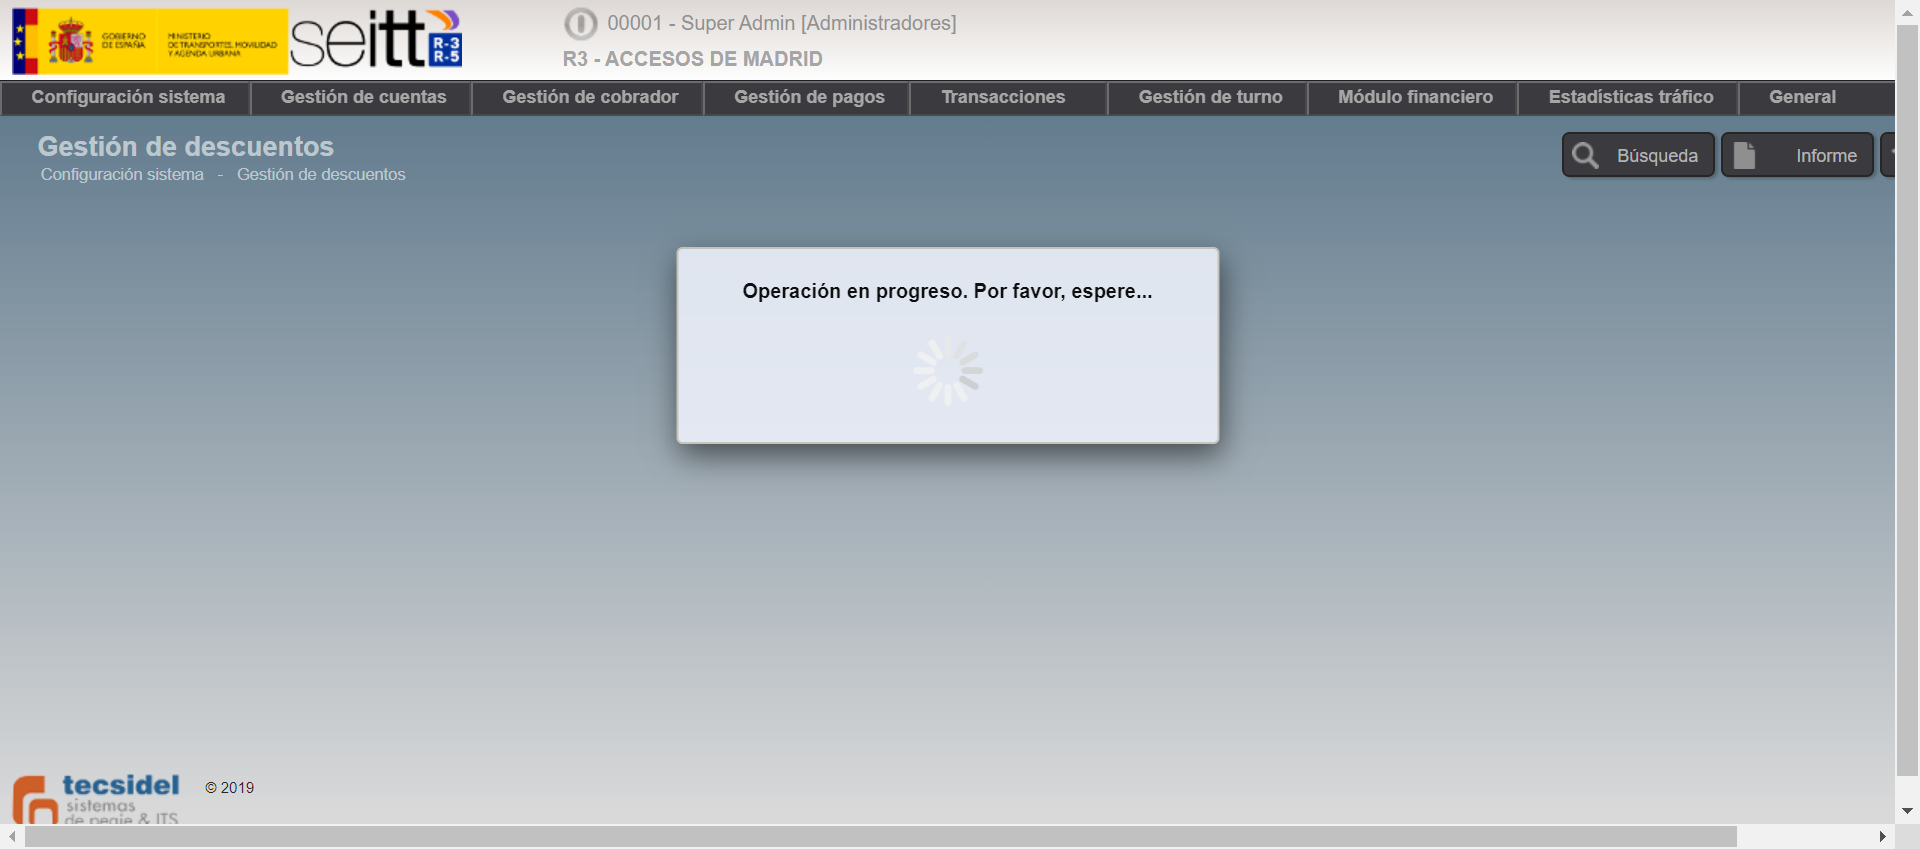 GOBIERNO
DE ESPAÑA
MINISTERIO
DE TRANSPORTES, MOVILIDAD
Y AGENDA URBANA
seitt
R-3
R-5
00001 - Super Admin [Administradores]
R3 - ACCESOS DE MADRID
Configuración sistema
Gestión de cuentas
Gestión de cobrador
Gestión de pagos
Transacciones
Gestión de turno
Módulo financiero
Estadísticas tráfico
General
Gestión de descuentos
Configuración sistema - Gestión de descuentos
Búsqueda
Informe
Operación en progreso. Por favor, espere...
tecsidel
sistemas
de peaje & ITS
© 2019